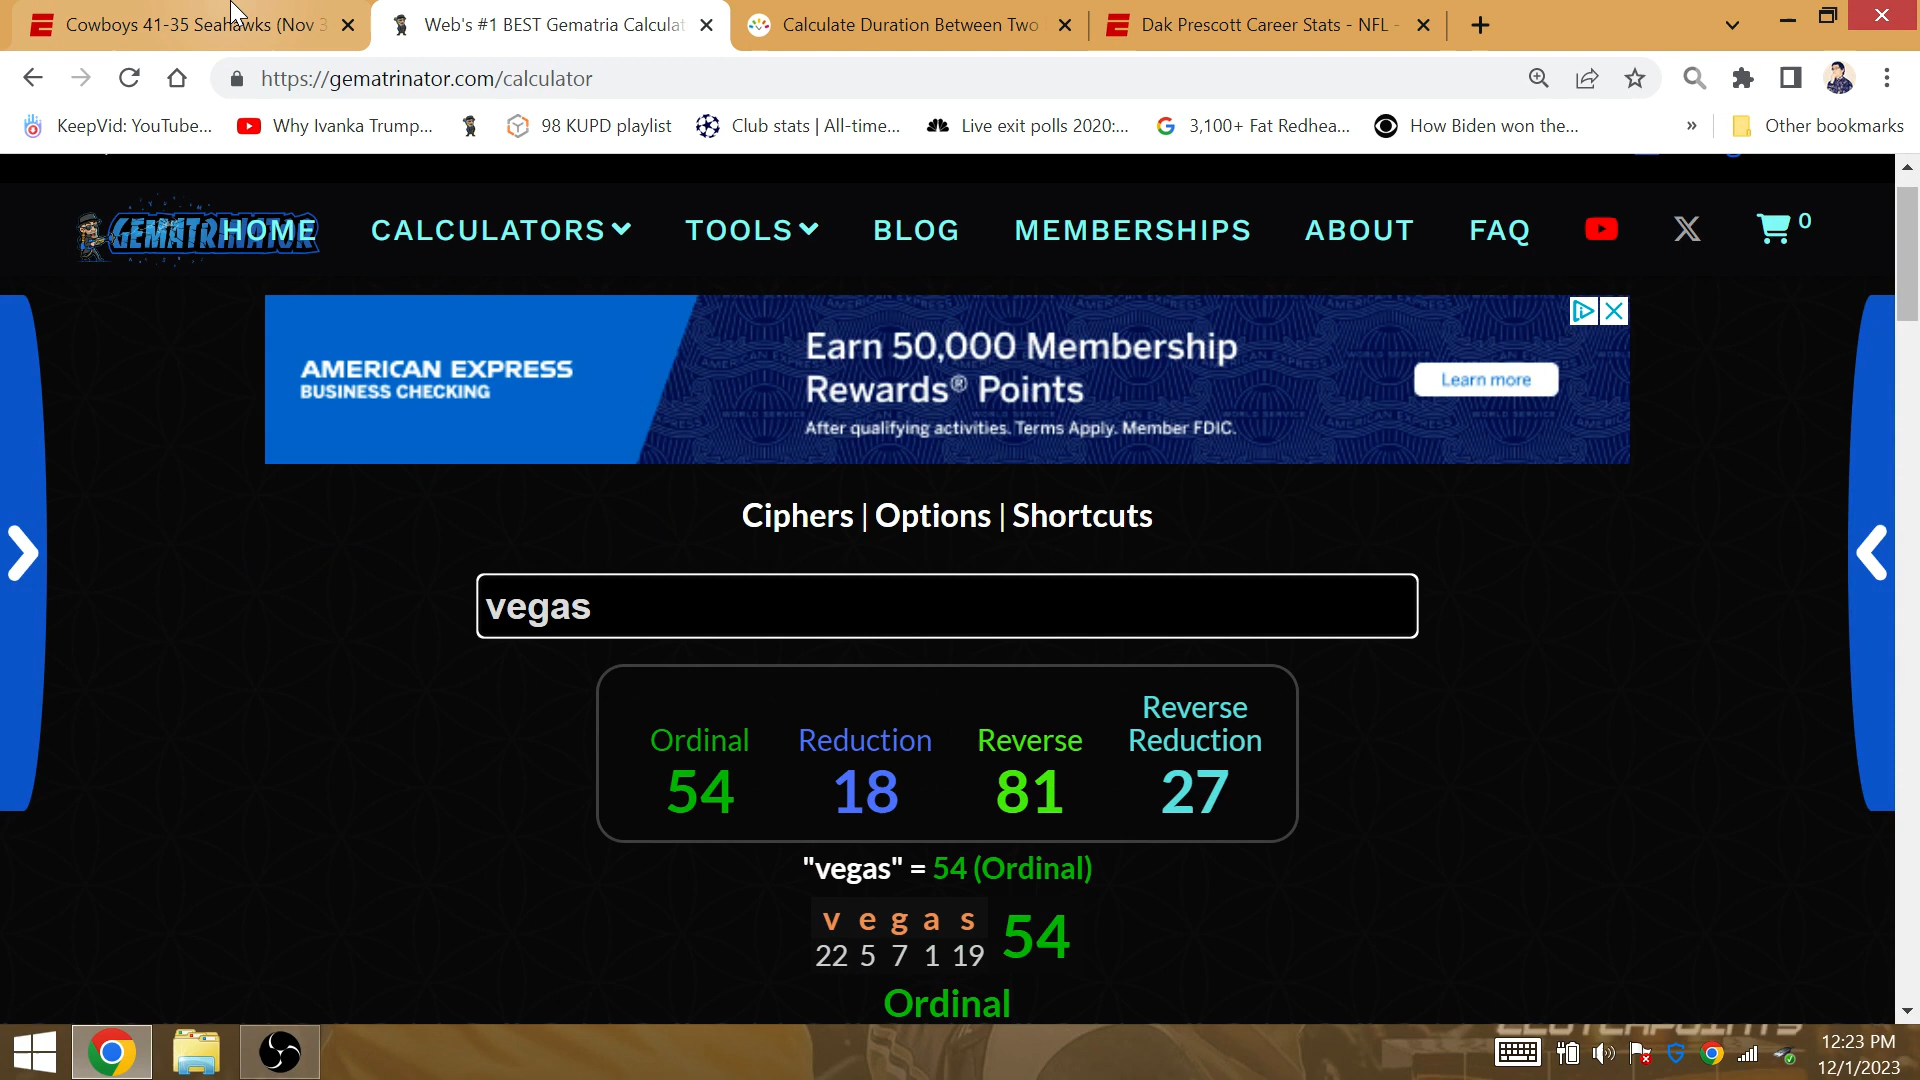 Cowboys 41-35 Seahawks (Nov 3
Web's #1 BEST Gematria Calculat
Calculate Duration Between Two
Dak Prescott Career Stats - NFL -
https://gematrinator.com/calculator
KeepVid: YouTube...
Why Ivanka Trump...
98 KUPD playlist
Club stats | All-time...
Live exit polls 2020:...
3,100+ Fat Redhea...
How Biden won the...
»
Other bookmarks
GEMATRINATOR
HOME
CALCULATORS
TOOLS
BLOG
MEMBERSHIPS
ABOUT
FAQ
0
AMERICAN EXPRESS
BUSINESS CHECKING
Earn 50,000 Membership
Rewards® Points
After qualifying activities. Terms Apply. Member FDIC.
Learn more
Ciphers | Options | Shortcuts
vegas
Ordinal
54
Reduction
18
Reverse
81
Reverse
Reduction
27
"vegas" = 54 (Ordinal)
v e g a s
22 5 7 1 19
54
Ordinal
12:23 PM
12/1/2023